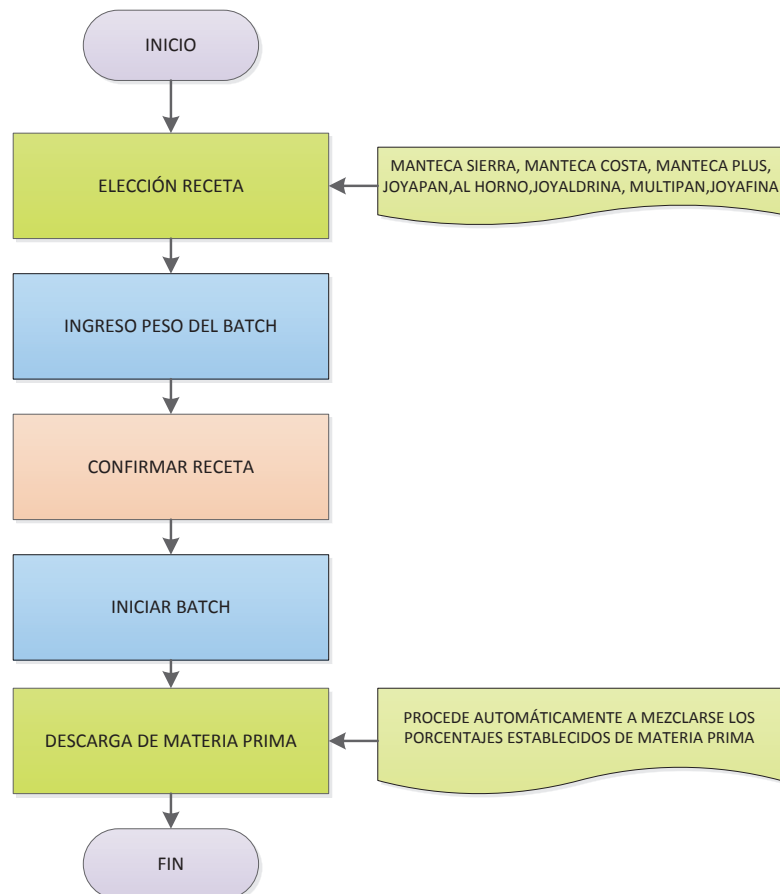 INICIO
ELECCIÓN RECETA
MANTECA SIERRA, MANTECA COSTA, MANTECA PLUS,
JOYAPAN,AL HORNO,JOYALDRINA, MULTIPAN,JOYAFINA
INGRESO PESO DEL BATCH
CONFIRMAR RECETA
INICIAR BATCH
DESCARGA DE MATERIA PRIMA
PROCEDE AUTOMÁTICAMENTE A MEZCLARSE LOS
PORCENTAJES ESTABLECIDOS DE MATERIA PRIMA
FIN